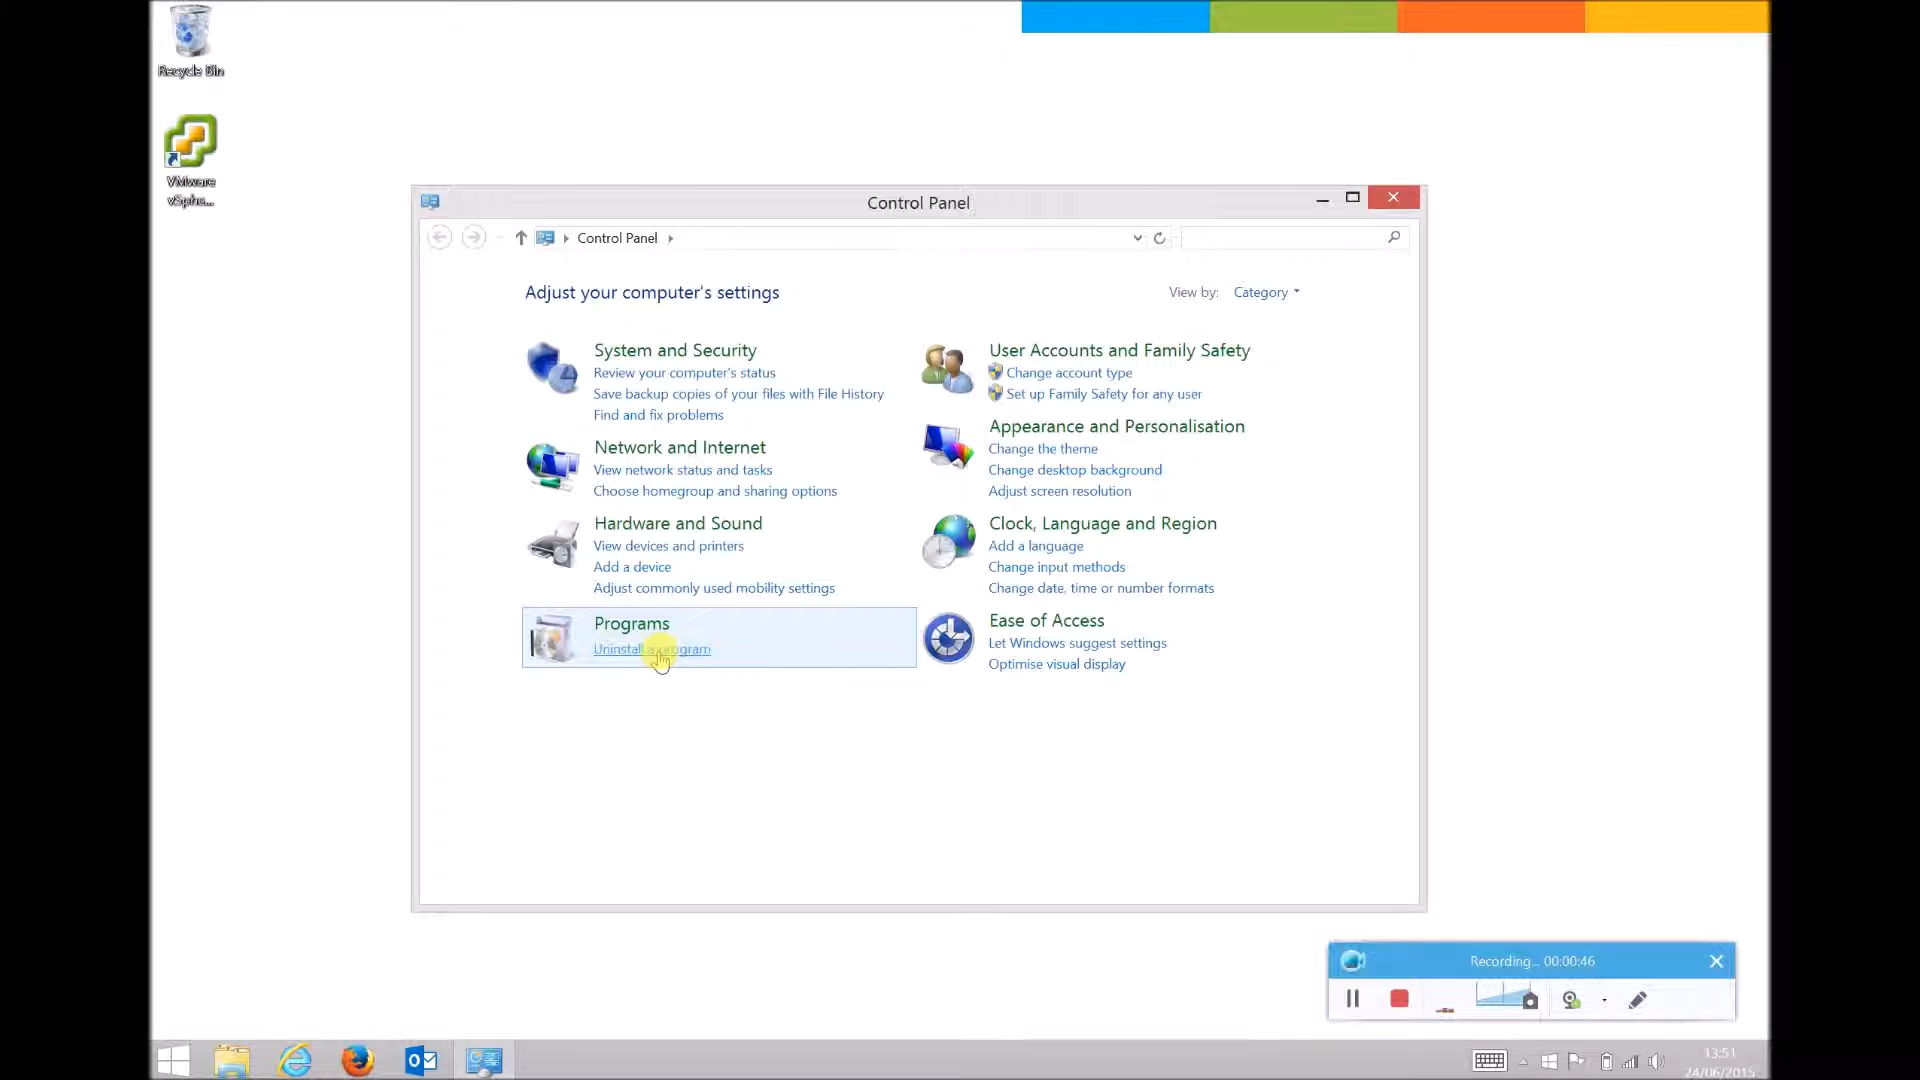 Recycle Bin
VMware
vSphe...
Control Panel
Control Panel
Adjust your computer's settings
View by: Category
System and Security
Review your computer's status
Save backup copies of your files with File History
Find and fix problems
Network and Internet
View network status and tasks
Choose homegroup and sharing options
Hardware and Sound
View devices and printers
Add a device
Adjust commonly used mobility settings
Programs
Uninstall a program
User Accounts and Family Safety
Change account type
Set up Family Safety for any user
Appearance and Personalisation
Change the theme
Change desktop background
Adjust screen resolution
Clock, Language and Region
Add a language
Change input methods
Change date, time or number formats
Ease of Access
Let Windows suggest settings
Optimise visual display
Recording... 00:00:46
13:51
24/06/2015